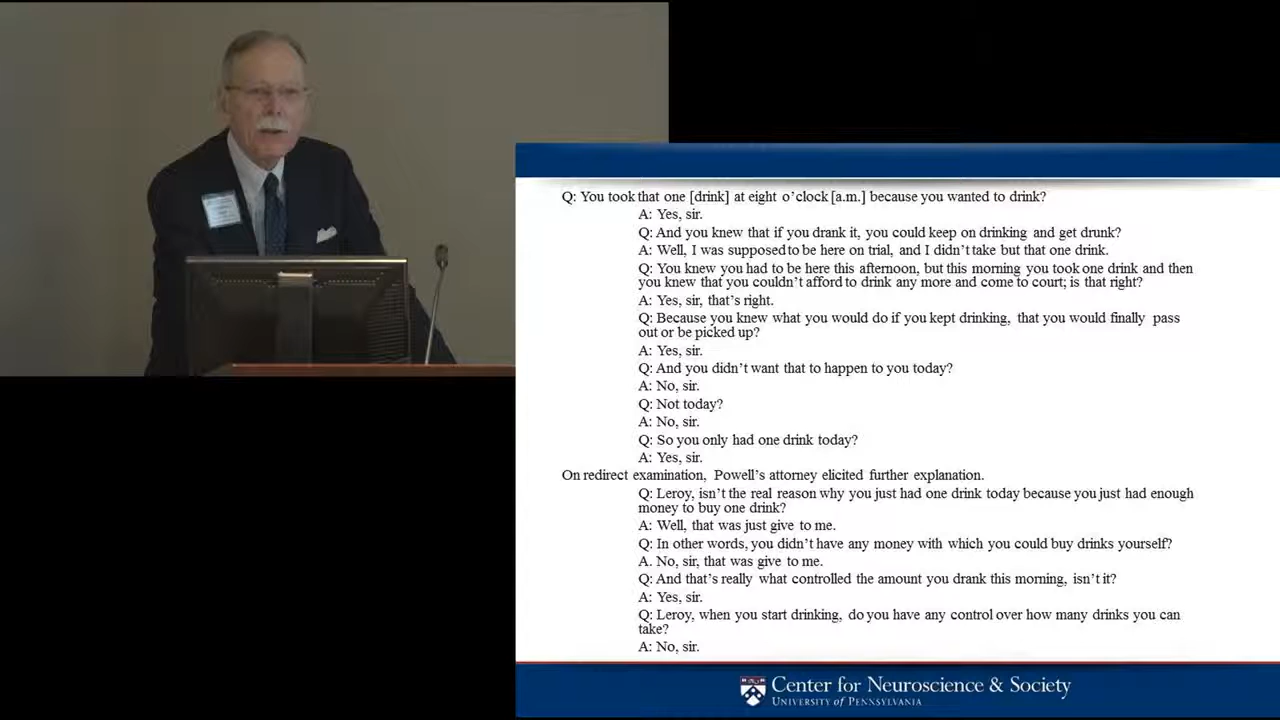 Q: You took that one [drink] at eight o’clock [a.m.] because you wanted to drink?
A: Yes, sir.
Q: And you knew that if you drank it, you could keep on drinking and get drunk?
A: Well, I was supposed to be here on trial, and I didn’t take but that one drink.
Q: You knew you had to be here this afternoon, but this morning you took one drink and then
you knew that you couldn’t afford to drink any more and come to court; is that right?
A: Yes, sir, that’s right.
Q: Because you knew what you would do if you kept drinking, that you would finally pass
out or be picked up?
A: Yes, sir.
Q: And you didn’t want that to happen to you today?
A: No, sir.
Q: Not today?
A: No, sir.
Q: So you only had one drink today?
A: Yes, sir.
On redirect examination, Powell’s attorney elicited further explanation.
Q: Leroy, isn’t the real reason why you just had one drink today because you just had enough
money to buy one drink?
A: Well, that was just give to me.
Q: In other words, you didn’t have any money with which you could buy drinks yourself?
A. No, sir, that was give to me.
Q: And that’s really what controlled the amount you drank this morning, isn’t it?
A: Yes, sir.
Q: Leroy, when you start drinking, do you have any control over how many drinks you can
take?
A: No, sir.
Center for Neuroscience & Society
UNIVERSITY of PENNSYLVANIA